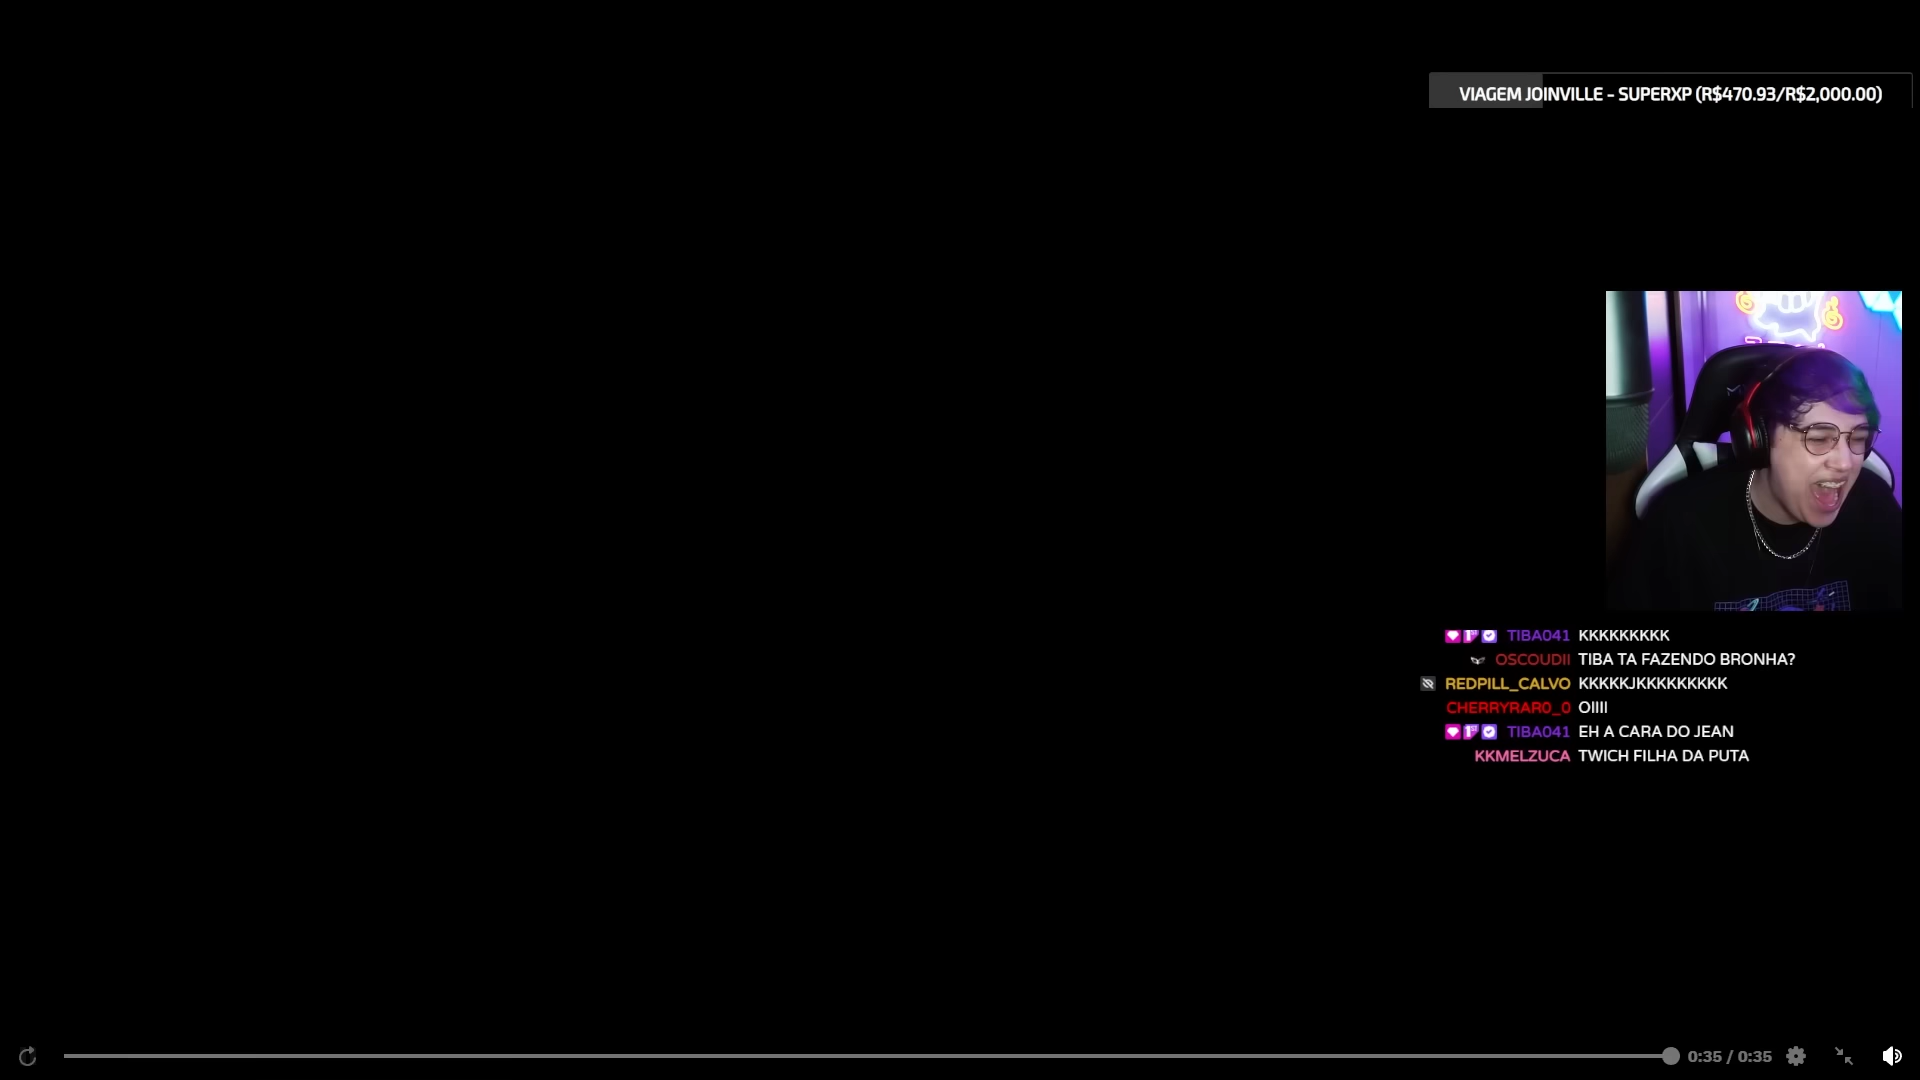 VIAGEM JOINVILLE - SUPERXP (R$470.93/R$2,000.00)
TIBA041 KKKKKKKKK
OSCOUDII TIBA TA FAZENDO BRONHA?
REDPILL_CALVO KKKKKJKKKKKKKKK
CHERRYRAR0_0 OIIII
TIBA041 EH A CARA DO JEAN
KKMELZUCA TWICH FILHA DA PUTA
0:35 / 0:35